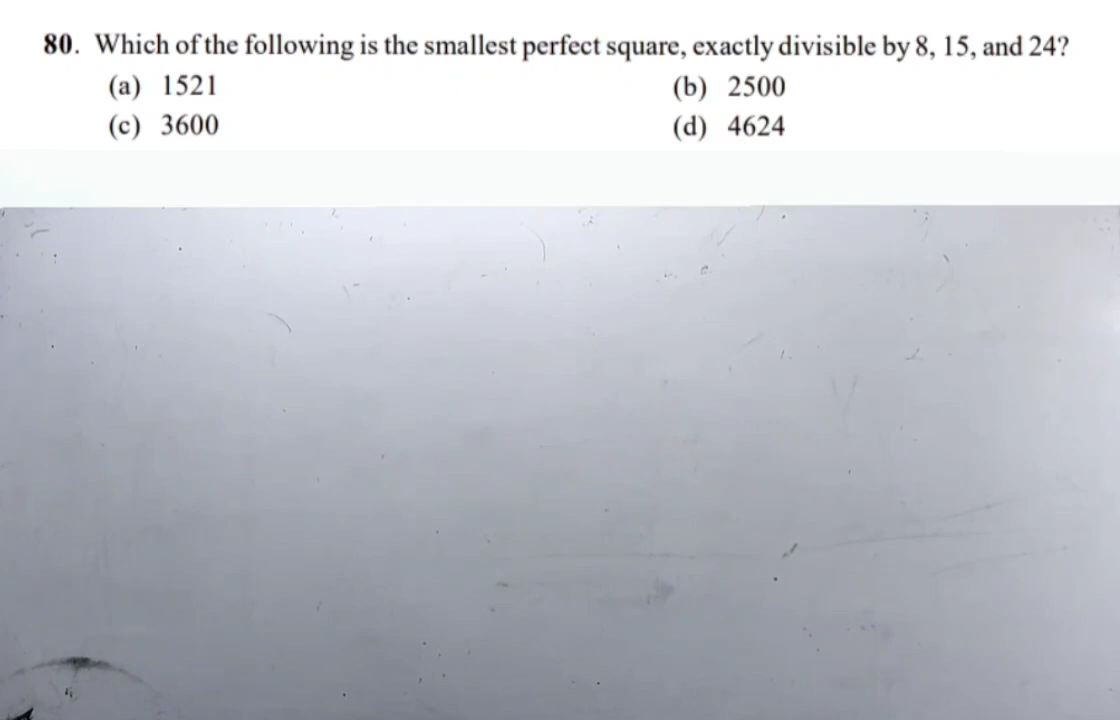 80. Which of the following is the smallest perfect square, exactly divisible by 8, 15, and 24?
(a) 1521 (b) 2500
(c) 3600 (d) 4624